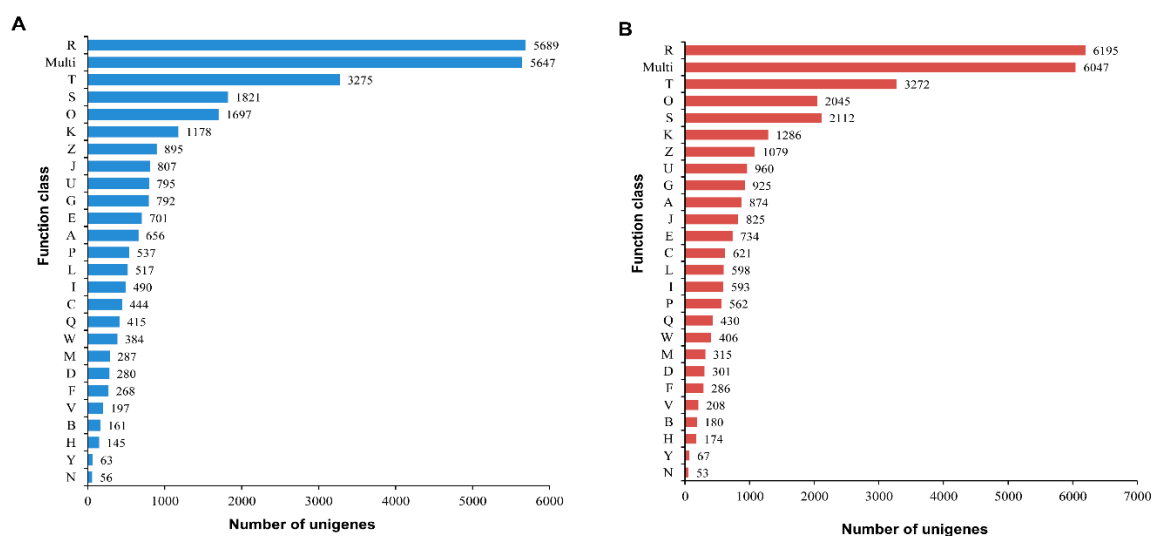 A
Function class
R 5689
Multi 5647
T 3275
S 1821
O 1697
K 1178
Z 895
J 807
U 795
G 792
E 701
A 656
P 537
L 517
I 490
C 444
Q 415
W 384
M 287
D 280
F 268
V 197
B 161
H 145
Y 63
N 56
0 1000 2000 3000 4000 5000 6000
Number of unigenes
B
Function class
R 6195
Multi 6047
T 3272
O 2045
S 2112
K 1286
Z 1079
U 960
G 925
A 874
J 825
E 734
C 621
L 598
I 593
P 562
Q 430
W 406
M 315
D 301
F 286
V 208
B 180
H 174
Y 67
N 53
0 1000 2000 3000 4000 5000 6000 7000
Number of unigenes